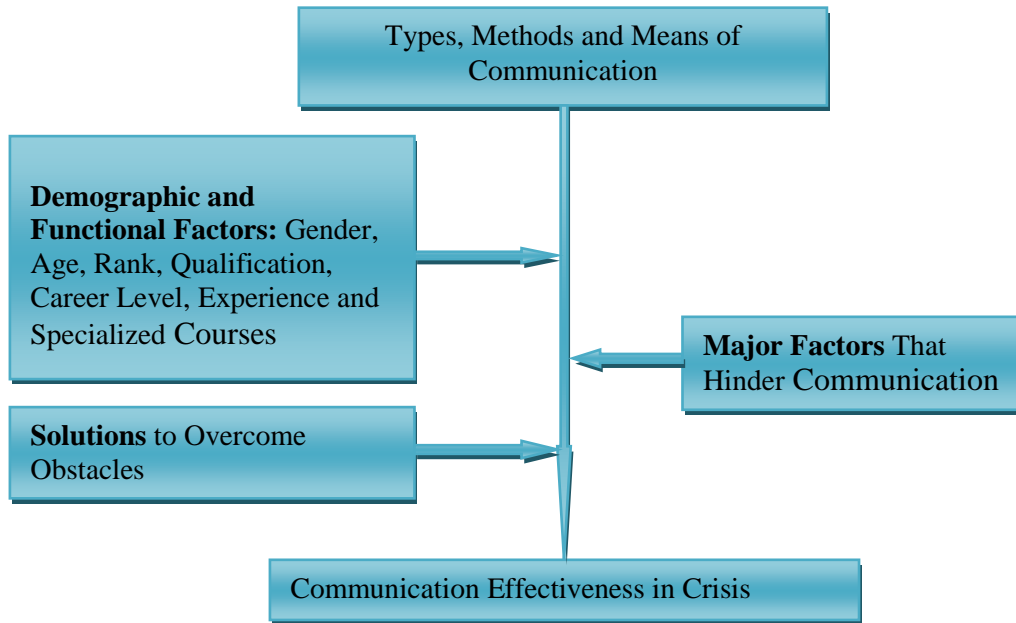 Types, Methods and Means of
Communication
Demographic and
Functional Factors: Gender,
Age, Rank, Qualification,
Career Level, Experience and
Specialized Courses
Major Factors That
Hinder Communication
Solutions to Overcome
Obstacles
Communication Effectiveness in Crisis